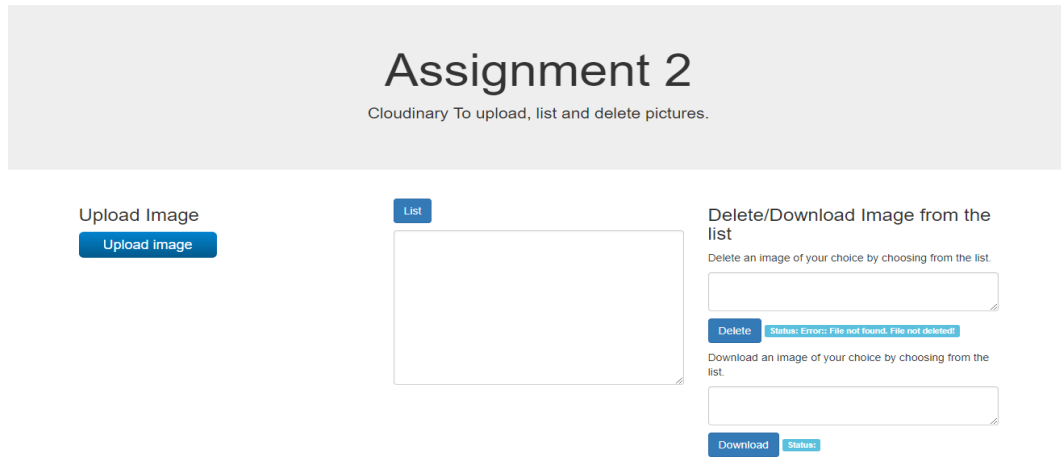 Assignment 2
Cloudinary To upload, list and delete pictures.
Upload Image
Upload image
List
Delete/Download Image from the
list
Delete an image of your choice by choosing from the list.
Delete
Status: Error:: File not found. File not deleted!
Download an image of your choice by choosing from the
list.
Download
Status: